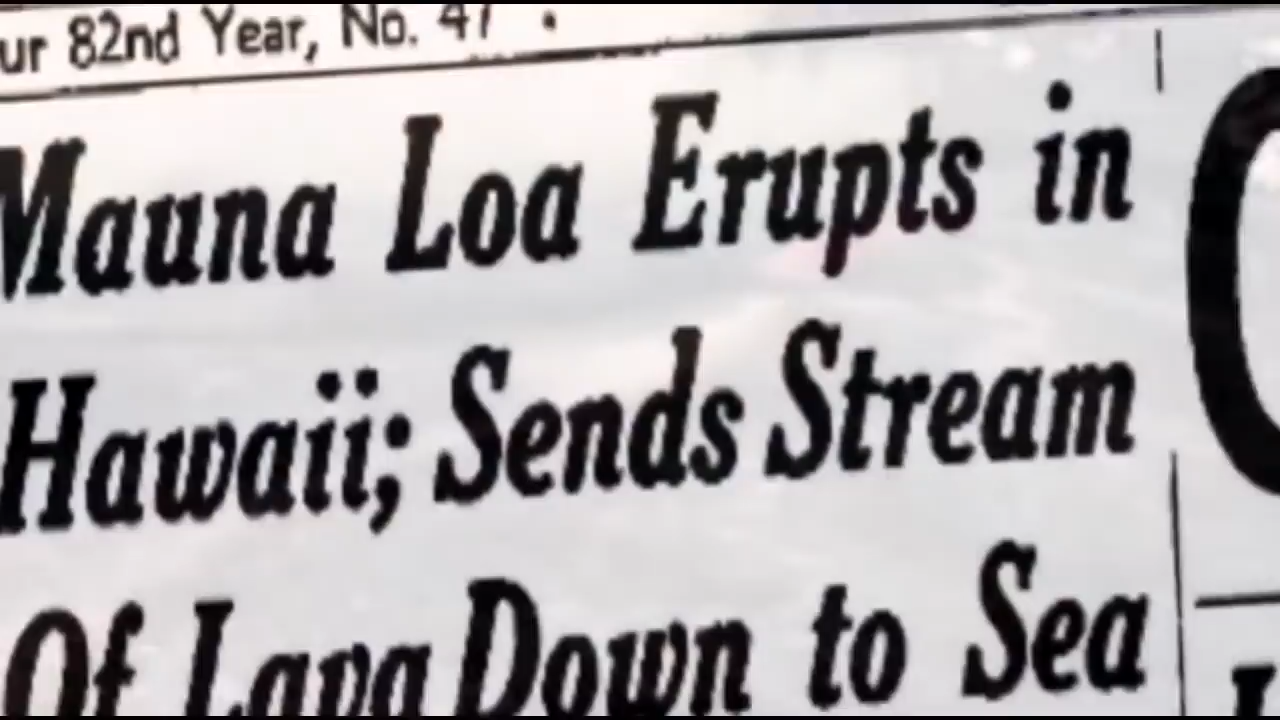 ur 82nd Year, No. 47
Mauna Loa Erupts in
Hawaii; Sends Stream
Of Lava Down to Sea